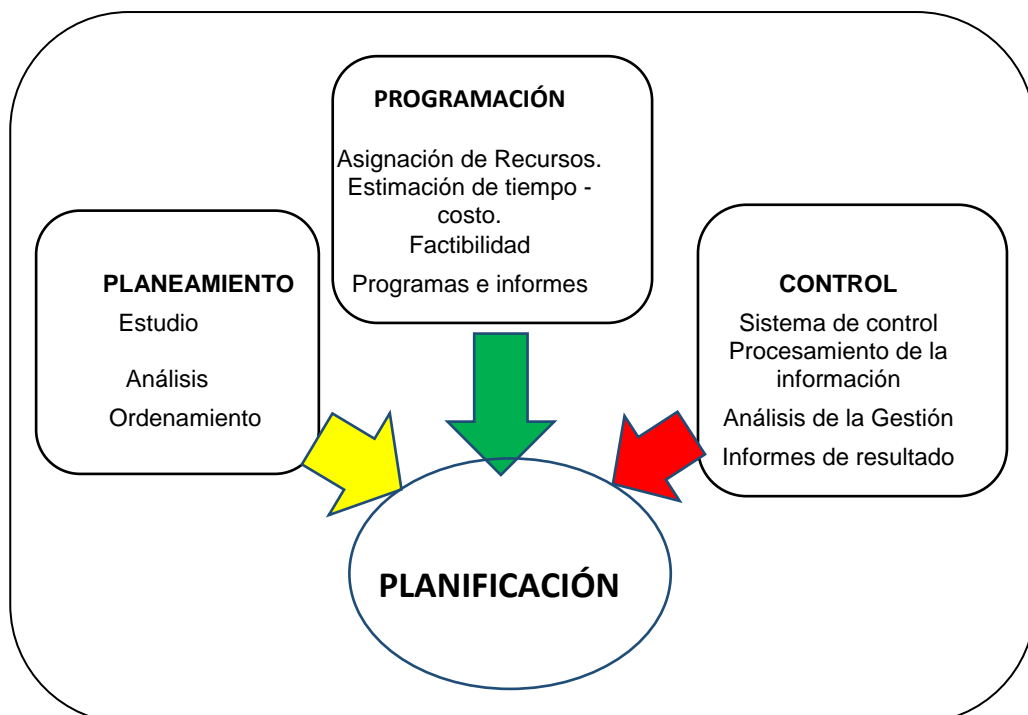 PROGRAMACIÓN
Asignación de Recursos.
Estimación de tiempo -
costo.
Factibilidad
Programas e informes
PLANEAMIENTO
Estudio
Análisis
Ordenamiento
CONTROL
Sistema de control
Procesamiento de la
información
Análisis de la Gestión
Informes de resultado
PLANIFICACIÓN